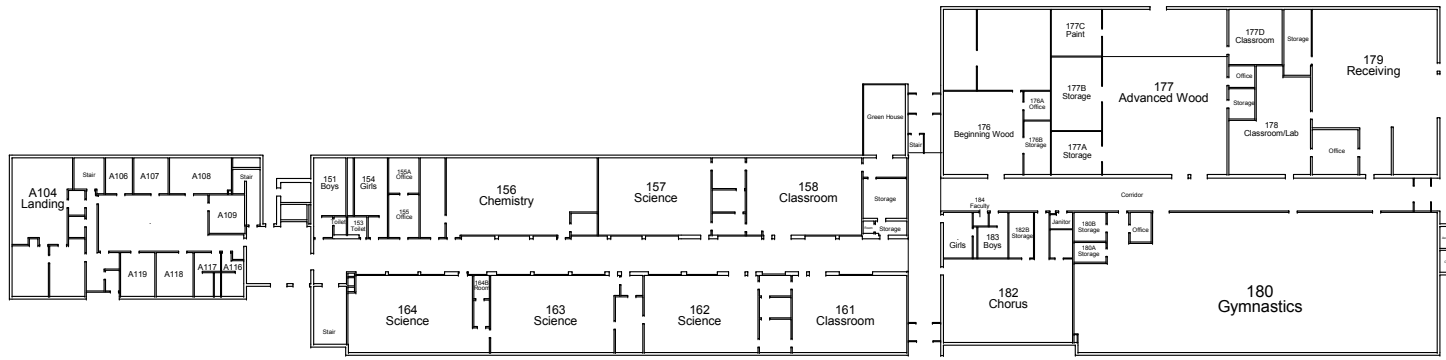 A104
Landing
Stair
A106
A107
A108
Stair
A109
A119
A118
A117
A116
151
Boys
154
Girls
155A
Office
155
Office
Toilet
153
Toilet
156
Chemistry
157
Science
158
Classroom
Green House
Stair
Storage
Storage
Stair
164
Science
164B
Room
163
Science
162
Science
161
Classroom
176
Beginning Wood
176A
Office
176B
Storage
177C
Paint
177B
Storage
177A
Storage
177
Advanced Wood
177D
Classroom
Storage
Office
Storage
178
Classroom/Lab
179
Receiving
Office
Corridor
184
Faculty
Girls
183
Boys
182B
Storage
Janitor
180B
Storage
180A
Storage
Office
182
Chorus
180
Gymnastics